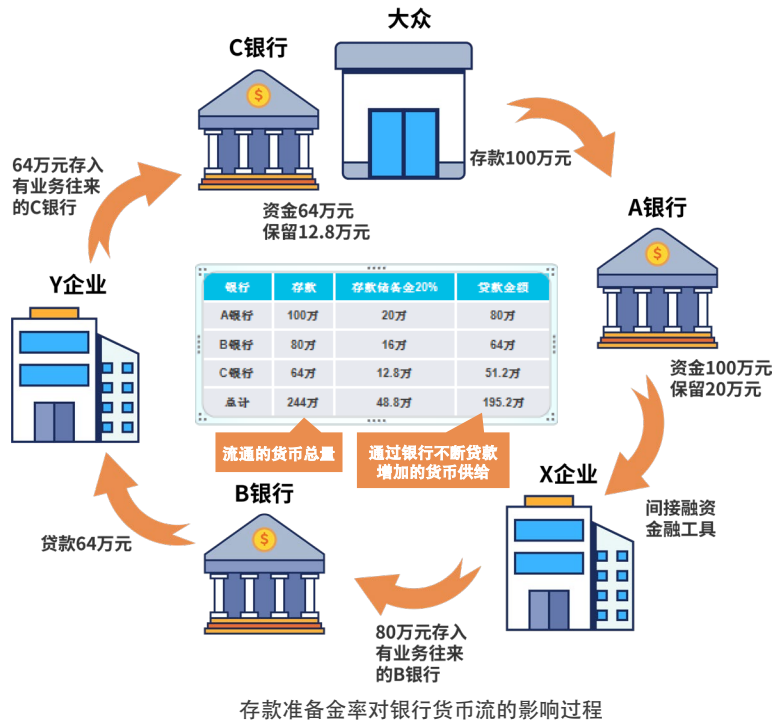 大众
C银行
存款100万元
64万元存入
有业务往来
的C银行
资金64万元
保留12.8万元
A银行
$
$
$
Y企业
银行 存款 存款储备金20% 贷款金额
A银行 100万 20万 80万
B银行 80万 16万 64万
C银行 64万 12.8万 51.2万
总计 244万 48.8万 195.2万
资金100万元
保留20万元
流通的货币总量
通过银行不断贷款
增加的货币供给
X企业
B银行
间接融资
金融工具
贷款64万元
80万元存入
有业务往来
的B银行
存款准备金率对银行货币流的影响过程